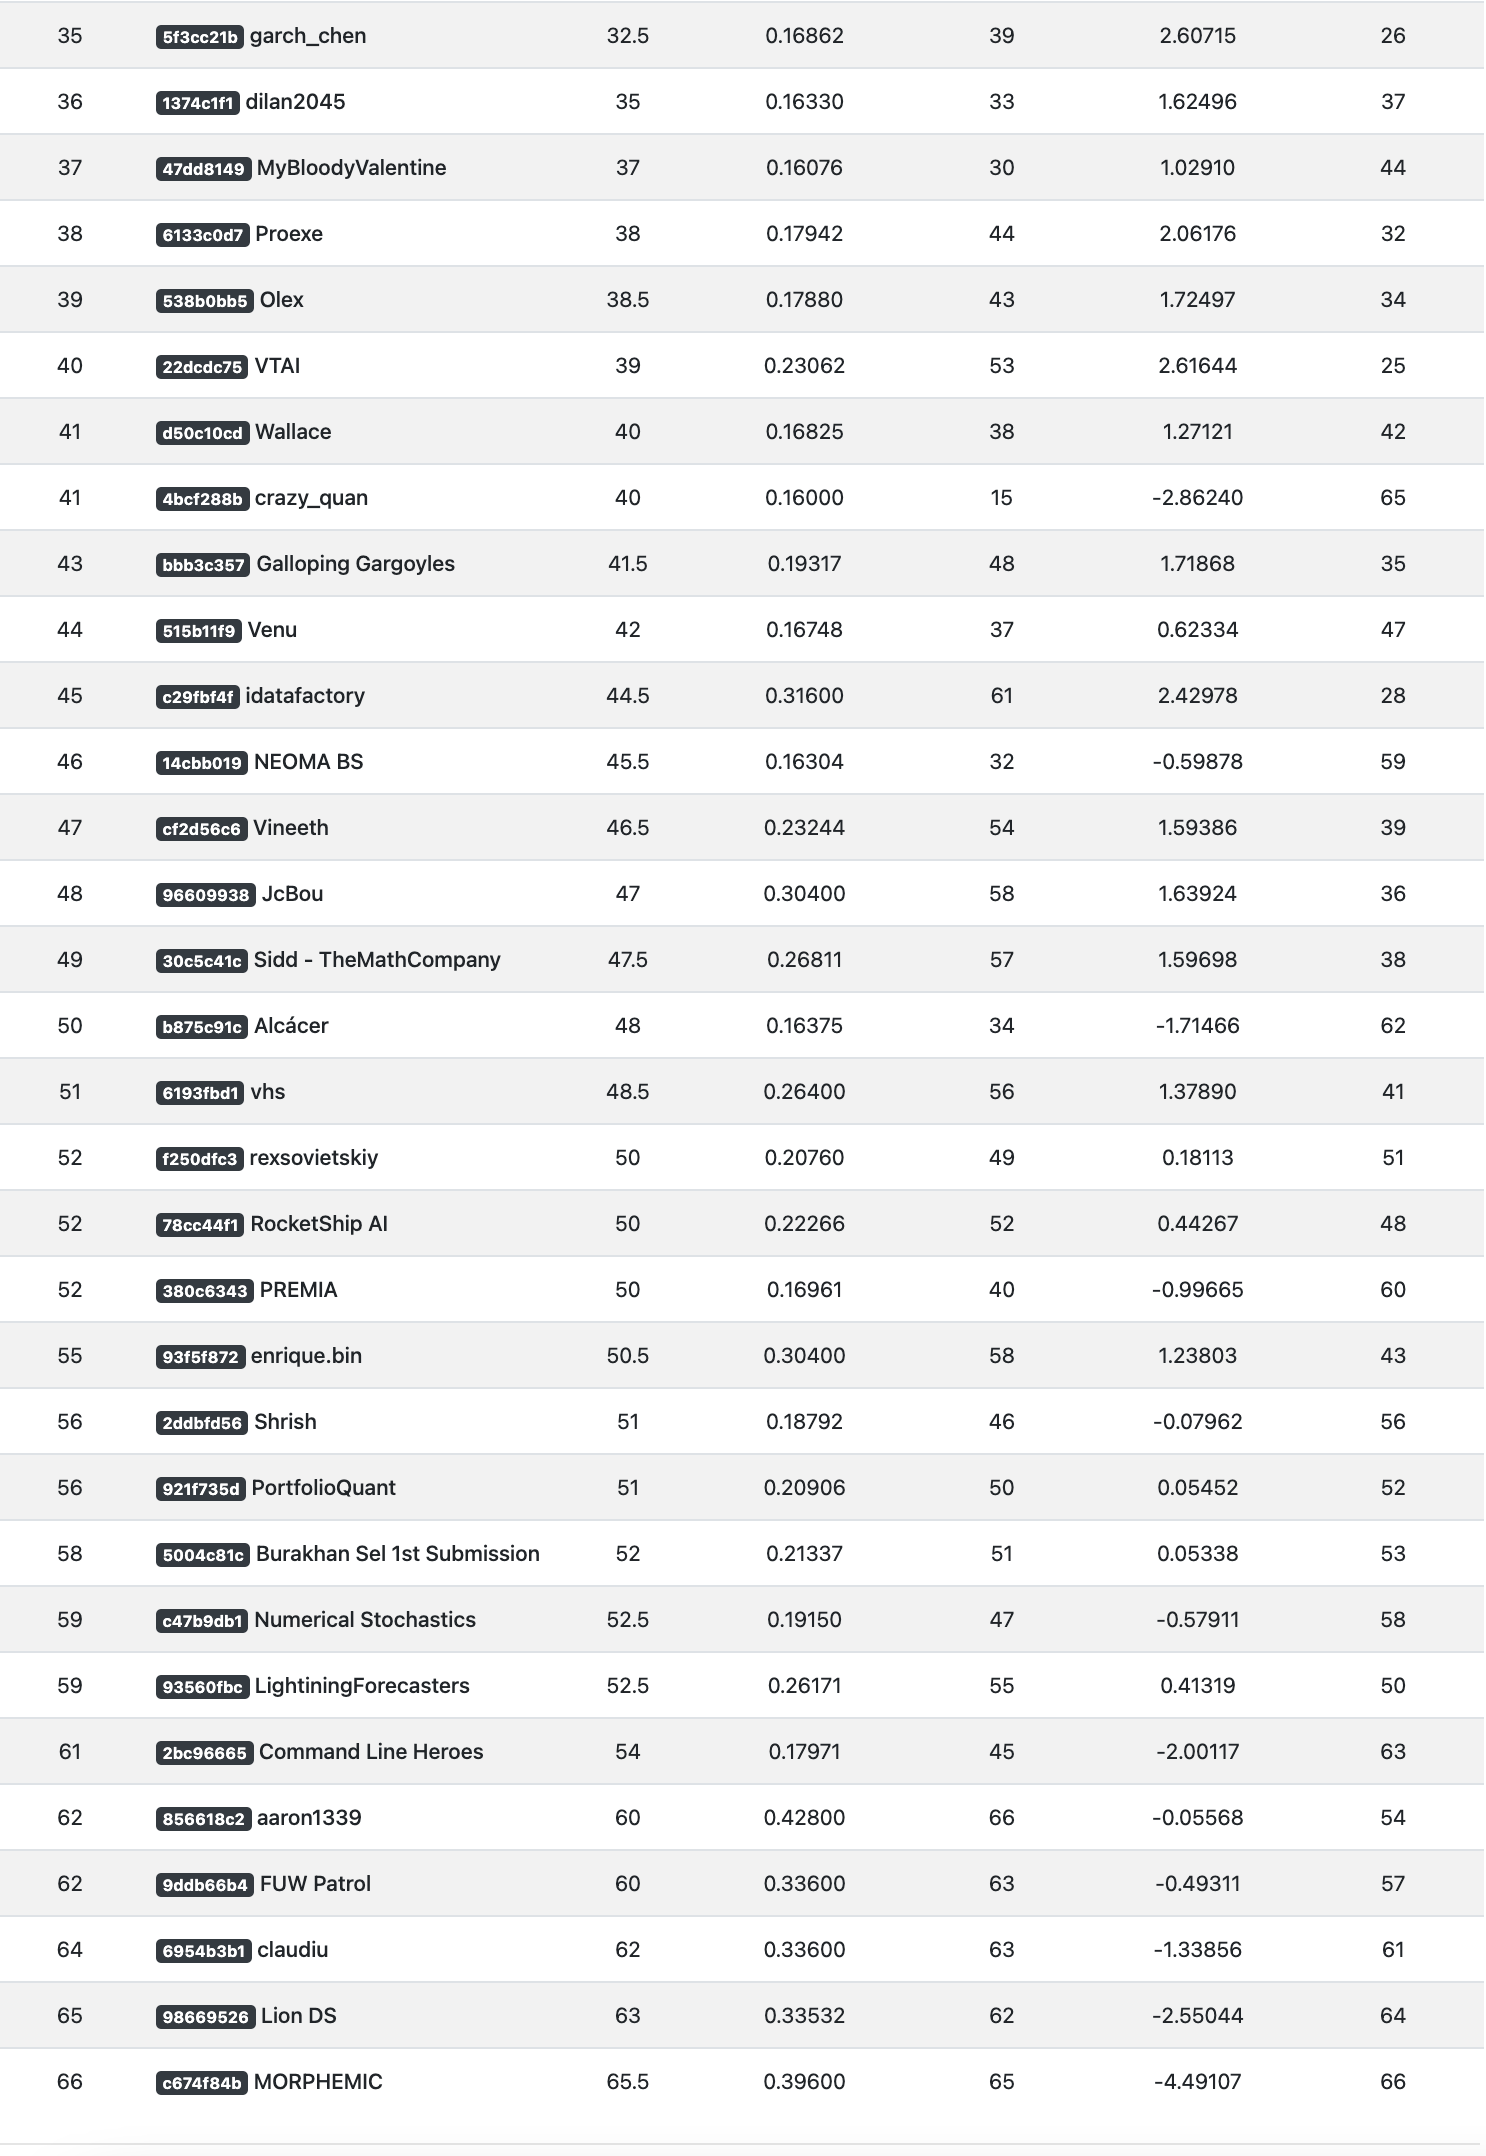 35 5f3cc21b garch_chen 32.5 0.16862 39 2.60715 26
36 1374c1f1 dilan2045 35 0.16330 33 1.62496 37
37 47dd8149 MyBloodyValentine 37 0.16076 30 1.02910 44
38 6133c0d7 Proexe 38 0.17942 44 2.06176 32
39 538b0bb5 Olex 38.5 0.17880 43 1.72497 34
40 22dcdc75 VTAI 39 0.23062 53 2.61644 25
41 d50c10cd Wallace 40 0.16825 38 1.27121 42
41 4bcf288b crazy_quan 40 0.16000 15 -2.86240 65
43 bbb3c357 Galloping Gargoyles 41.5 0.19317 48 1.71868 35
44 515b11f9 Venu 42 0.16748 37 0.62334 47
45 c29fbf4f idatafactory 44.5 0.31600 61 2.42978 28
46 14cbb019 NEOMA BS 45.5 0.16304 32 -0.59878 59
47 cf2d56c6 Vineeth 46.5 0.23244 54 1.59386 39
48 96609938 JcBou 47 0.30400 58 1.63924 36
49 30c5c41c Sidd - TheMathCompany 47.5 0.26811 57 1.59698 38
50 b875c91c Alcácer 48 0.16375 34 -1.71466 62
51 6193fbd1 vhs 48.5 0.26400 56 1.37890 41
52 f250dfc3 rexsovietskiy 50 0.20760 49 0.18113 51
52 78cc44f1 RocketShip AI 50 0.22266 52 0.44267 48
52 380c6343 PREMIA 50 0.16961 40 -0.99665 60
55 93f5f872 enrique.bin 50.5 0.30400 58 1.23803 43
56 2ddbfd56 Shrish 51 0.18792 46 -0.07962 56
56 921f735d PortfolioQuant 51 0.20906 50 0.05452 52
58 5004c81c Burakhan Sel 1st Submission 52 0.21337 51 0.05338 53
59 c47b9db1 Numerical Stochastics 52.5 0.19150 47 -0.57911 58
59 93560fbc LightiningForecasters 52.5 0.26171 55 0.41319 50
61 2bc96665 Command Line Heroes 54 0.17971 45 -2.00117 63
62 856618c2 aaron1339 60 0.42800 66 -0.05568 54
62 9ddb66b4 FUW Patrol 60 0.33600 63 -0.49311 57
64 6954b3b1 claudiu 62 0.33600 63 -1.33856 61
65 98669526 Lion DS 63 0.33532 62 -2.55044 64
66 c674f84b MORPHEMIC 65.5 0.39600 65 -4.49107 66